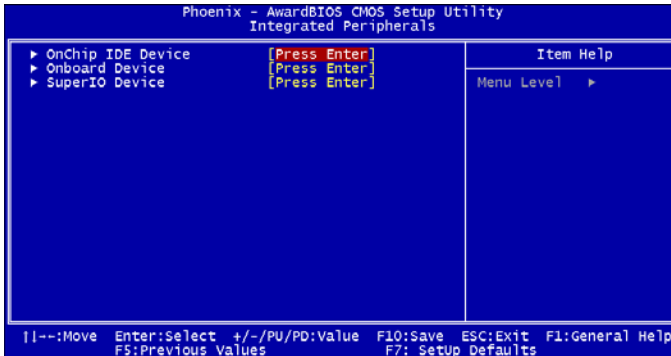 Phoenix - AwardBIOS CMOS Setup Utility
Integrated Peripherals
▶ OnChip IDE Device [Press Enter]
▶ Onboard Device [Press Enter]
▶ SuperIO Device [Press Enter]
Item Help
Menu Level ▶
↑↓→←:Move Enter:Select +/-/PU/PD:Value F10:Save ESC:Exit F1:General Help
F5:Previous Values F7: SetUp Defaults